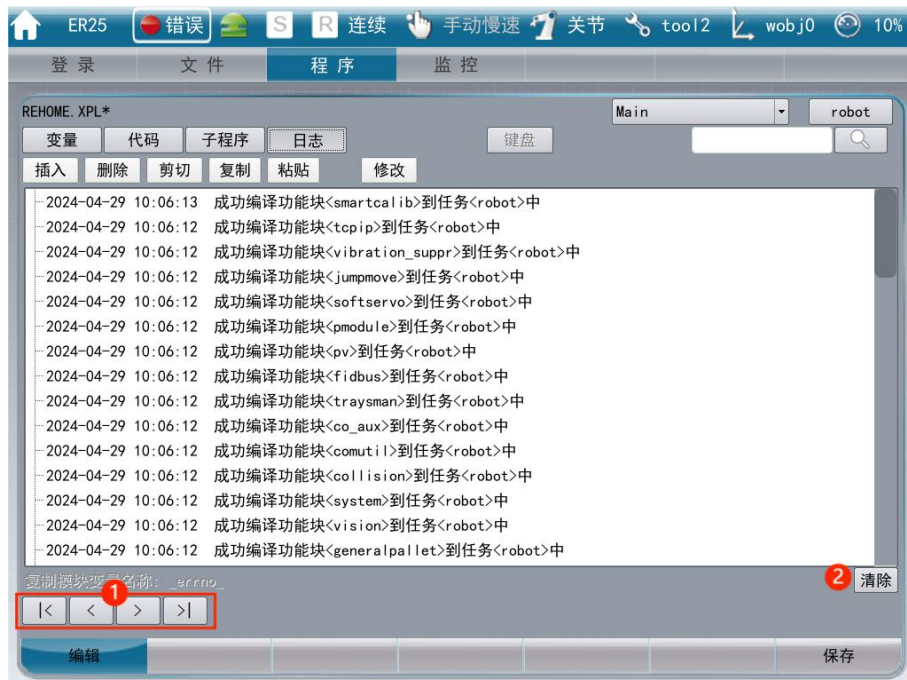 ER25 错误 S R 连续 手动慢速 关节 tool2 wobj0 10%
登录 文件 程序 监控
REHOME.XPL* Main robot
变量 代码 子程序 日志 键盘
插入 删除 剪切 复制 粘贴 修改
2024-04-29 10:06:13 成功编译功能块<smartcalib>到任务<robot>中
2024-04-29 10:06:12 成功编译功能块<tcpip>到任务<robot>中
2024-04-29 10:06:12 成功编译功能块<vibration_suppr>到任务<robot>中
2024-04-29 10:06:12 成功编译功能块<jumpmove>到任务<robot>中
2024-04-29 10:06:12 成功编译功能块<softservo>到任务<robot>中
2024-04-29 10:06:12 成功编译功能块<pmodule>到任务<robot>中
2024-04-29 10:06:12 成功编译功能块<pv>到任务<robot>中
2024-04-29 10:06:12 成功编译功能块<fidbus>到任务<robot>中
2024-04-29 10:06:12 成功编译功能块<traysman>到任务<robot>中
2024-04-29 10:06:12 成功编译功能块<co_aux>到任务<robot>中
2024-04-29 10:06:12 成功编译功能块<comutil>到任务<robot>中
2024-04-29 10:06:12 成功编译功能块<collision>到任务<robot>中
2024-04-29 10:06:12 成功编译功能块<system>到任务<robot>中
2024-04-29 10:06:12 成功编译功能块<vision>到任务<robot>中
2024-04-29 10:06:12 成功编译功能块<generalpallet>到任务<robot>中
复制模块变量名称: _errno_ 2 清除
1
|< < > >|
编辑 保存